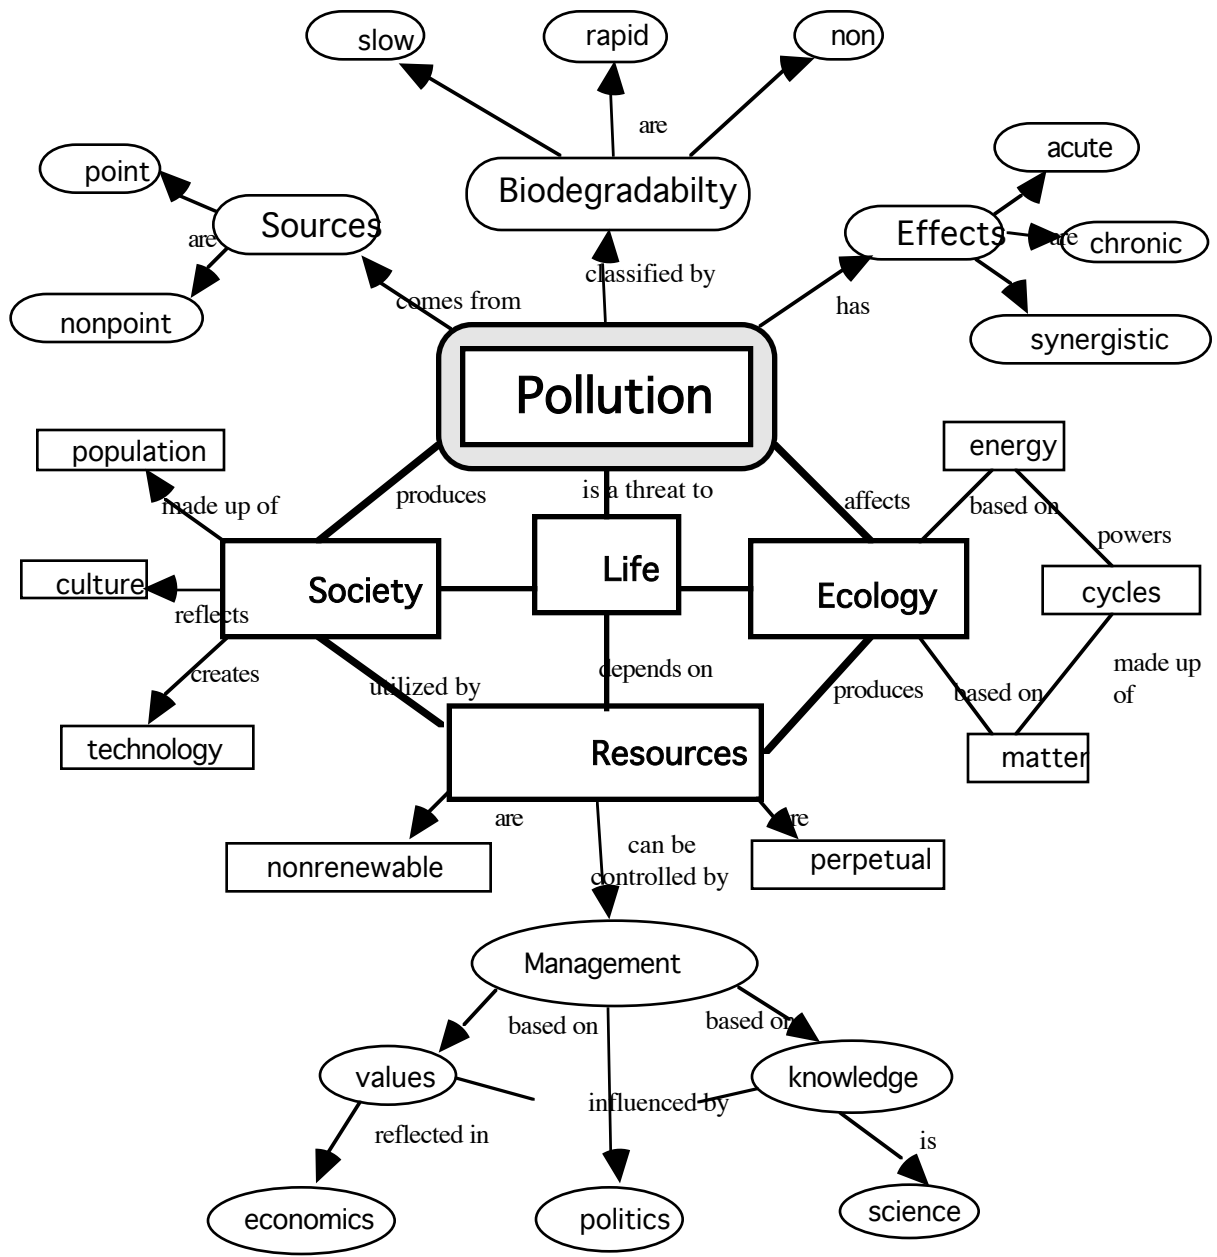 slow
rapid
non
are
acute
point
Biodegradabilty
Sources
Effects
are
are
chronic
classified by
comes from
has
nonpoint
synergistic
Pollution
population
energy
produces
is a threat to
affects
made up of
based on
powers
Life
culture
Society
Ecology
cycles
reflects
creates
utilized by
depends on
produces
based on
made up
of
technology
Resources
matter
are
are
can be
controlled by
nonrenewable
perpetual
Management
based on
based on
values
knowledge
influenced by
reflected in
is
economics
politics
science